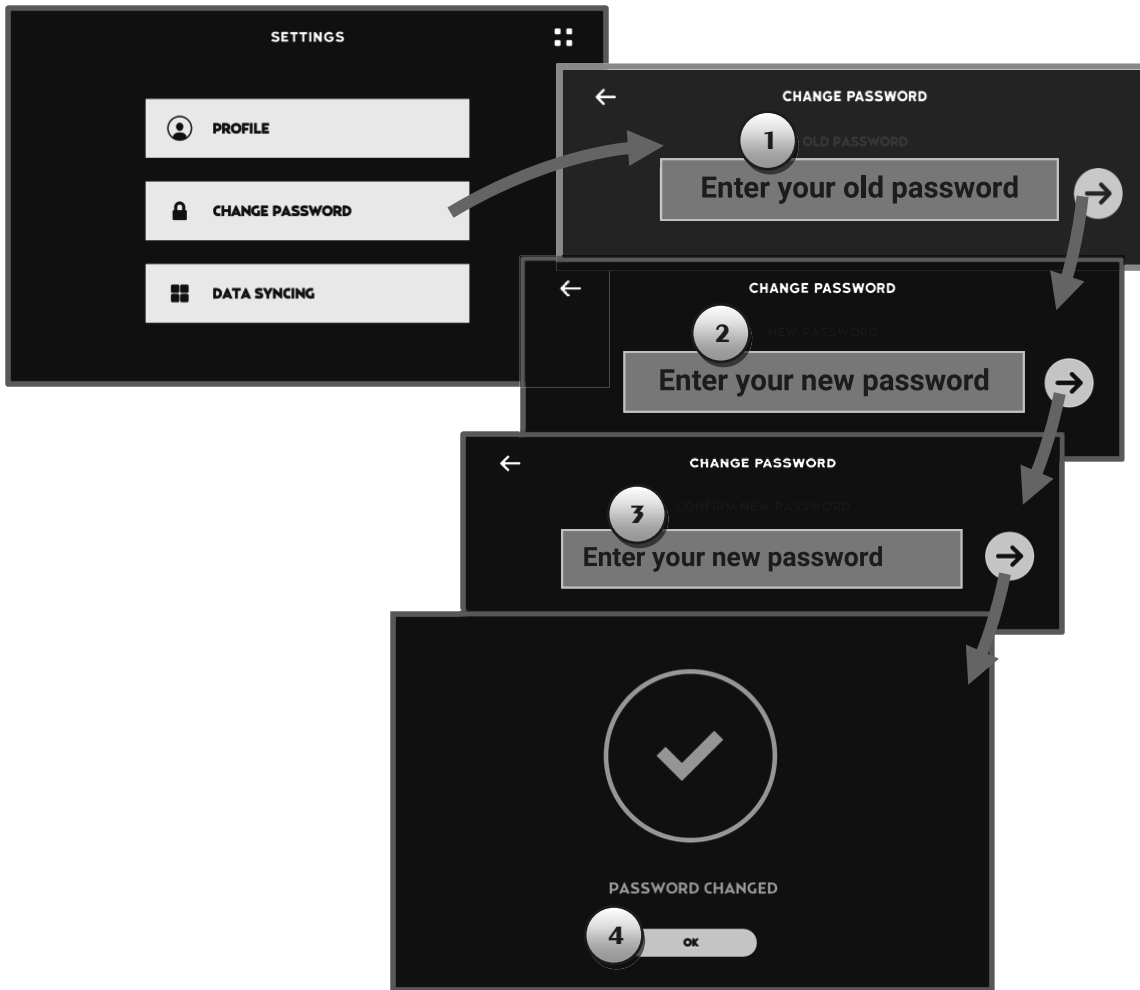 SETTINGS
PROFILE
CHANGE PASSWORD
DATA SYNCING
CHANGE PASSWORD
1
OLD PASSWORD
Enter your old password
CHANGE PASSWORD
2
NEW PASSWORD
Enter your new password
CHANGE PASSWORD
3
CONFIRM NEW PASSWORD
Enter your new password
PASSWORD CHANGED
4
OK